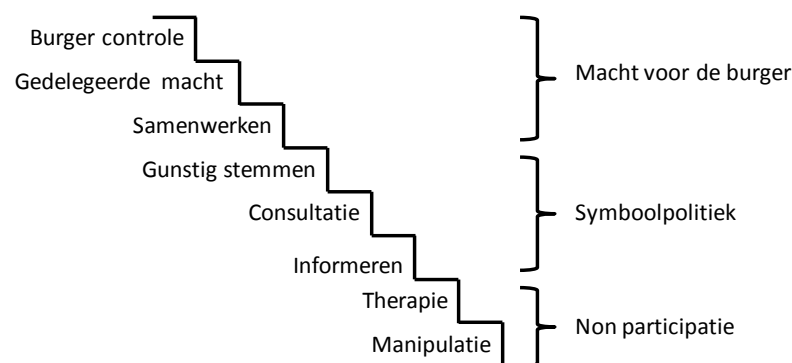 Burger controle
Gedelegeerde macht
Samenwerken
Gunstig stemmen
Consultatie
Informeren
Therapie
Manipulatie
Macht voor de burger
Symboolpolitiek
Non participatie